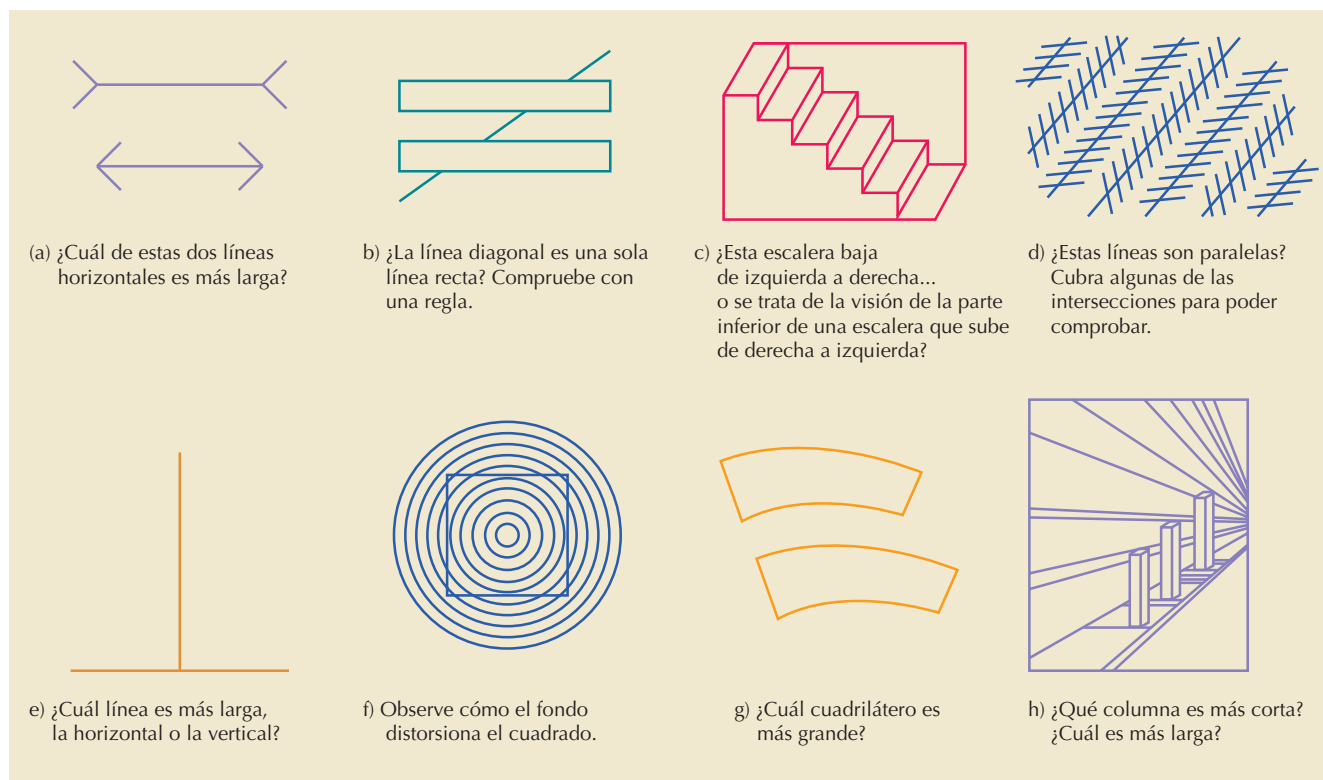 (a) ¿Cuál de estas dos líneas
horizontales es más larga?
b) ¿La línea diagonal es una sola
línea recta? Compruebe con
una regla.
c) ¿Esta escalera baja
de izquierda a derecha...
o se trata de la visión de la parte
inferior de una escalera que sube
de derecha a izquierda?
d) ¿Estas líneas son paralelas?
Cubra algunas de las
intersecciones para poder
comprobar.
e) ¿Cuál línea es más larga,
la horizontal o la vertical?
f) Observe cómo el fondo
distorsiona el cuadrado.
g) ¿Cuál cuadrilátero es
más grande?
h) ¿Qué columna es más corta?
¿Cuál es más larga?